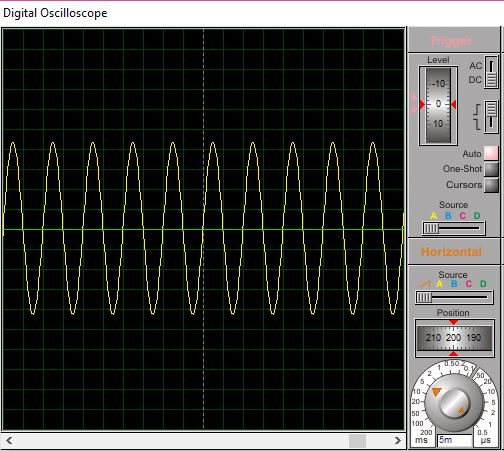 Digital Oscilloscope
Trigger
Level
AC
DC
-10
0
10
Auto
One-Shot
Cursors
Source
A B C D
Horizontal
Source
A B C D
Position
210 200 190
ms
5m
µs
200
100
50
20
10
5
2
1
0.5
0.2
0.1
50
20
10
5
2
1
0.5